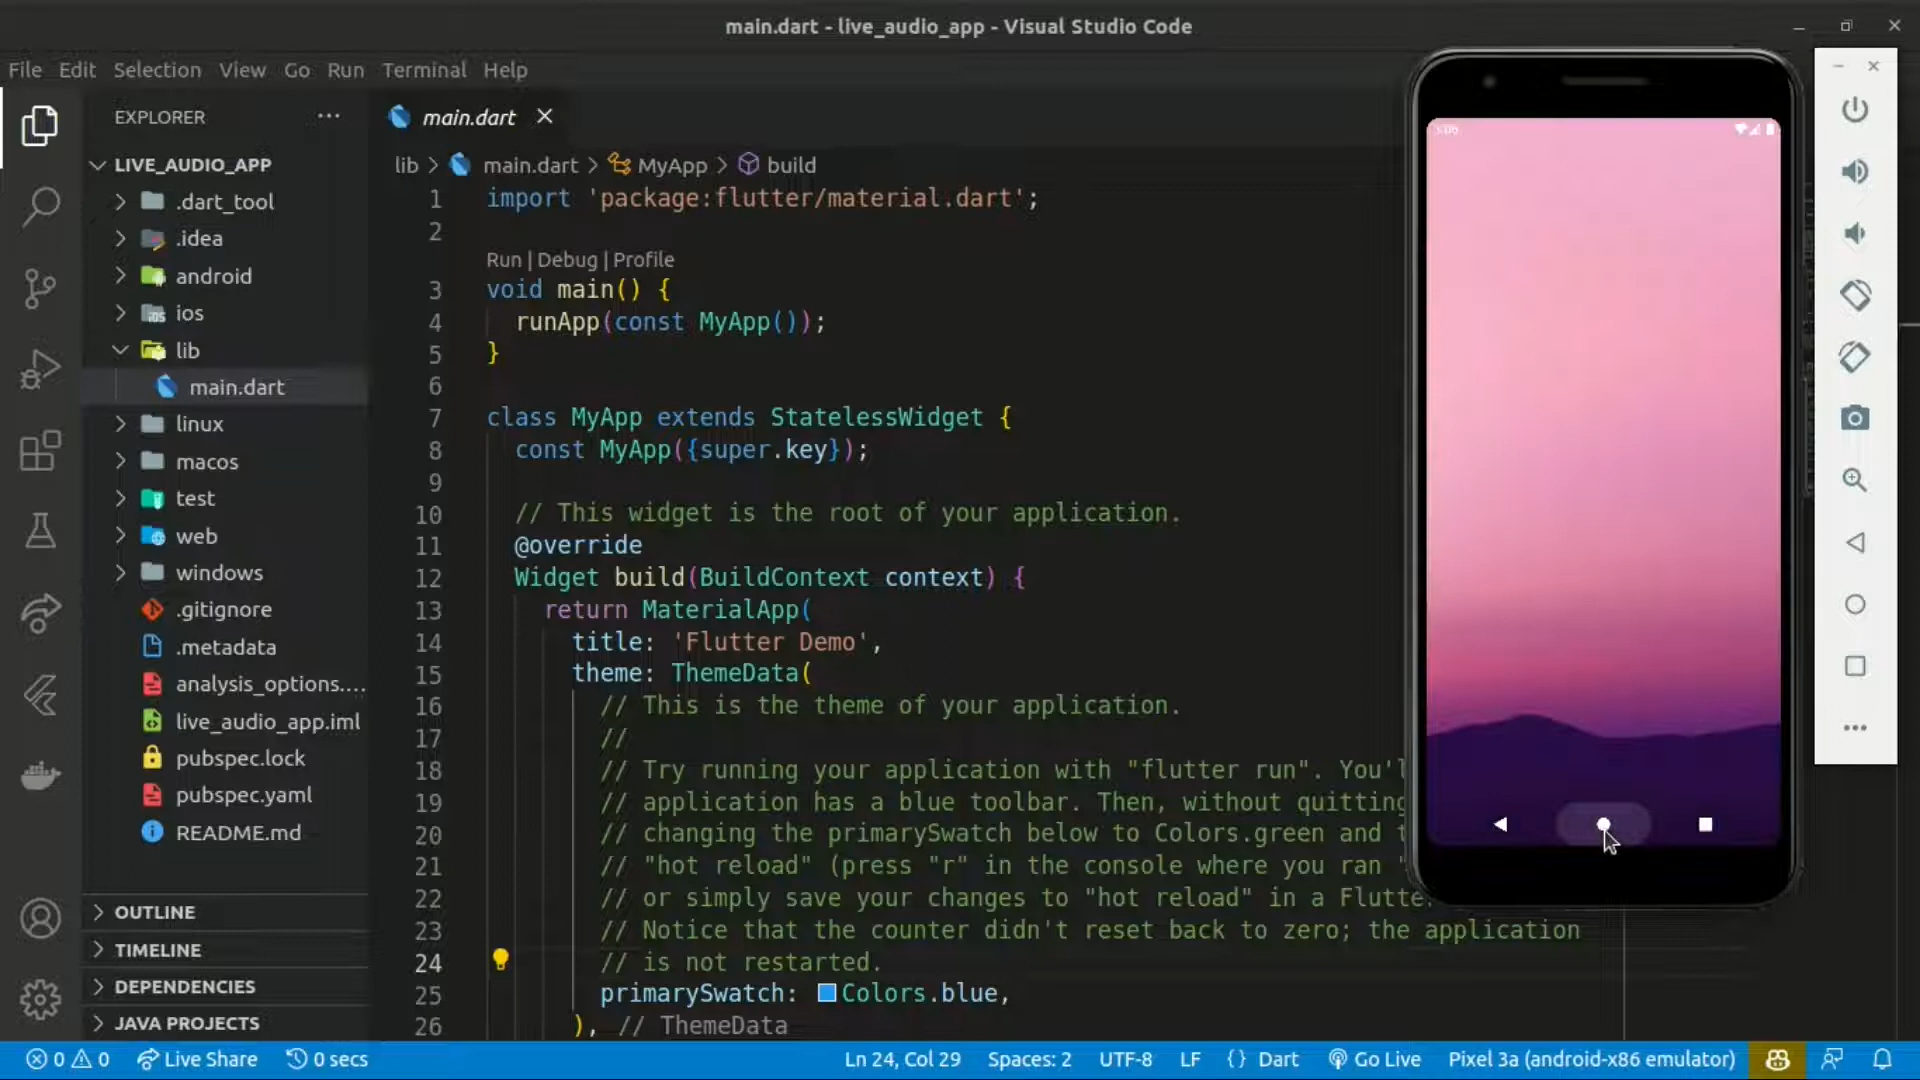 main.dart - live_audio_app - Visual Studio Code
File Edit Selection View Go Run Terminal Help
EXPLORER
LIVE_AUDIO_APP
.dart_tool
.idea
android
ios
lib
main.dart
linux
macos
test
web
windows
.gitignore
.metadata
analysis_options....
live_audio_app.iml
pubspec.lock
pubspec.yaml
README.md
OUTLINE
TIMELINE
DEPENDENCIES
JAVA PROJECTS
main.dart
lib > main.dart > MyApp > build
1 import 'package:flutter/material.dart';
2
Run | Debug | Profile
3 void main() {
4 runApp(const MyApp());
5 }
6
7 class MyApp extends StatelessWidget {
8 const MyApp({super.key});
9
10 // This widget is the root of your application.
11 @override
12 Widget build(BuildContext context) {
13 return MaterialApp(
14 title: 'Flutter Demo',
15 theme: ThemeData(
16 // This is the theme of your application.
17 //
18 // Try running your application with "flutter run". You'l
19 // application has a blue toolbar. Then, without quitting
20 // changing the primarySwatch below to Colors.green and t
21 // "hot reload" (press "r" in the console where you ran "
22 // or simply save your changes to "hot reload" in a Flutte
23 // Notice that the counter didn't reset back to zero; the application
24 // is not restarted.
25 primarySwatch: Colors.blue,
26 ), // ThemeData
0 0 Live Share 0 secs
Ln 24, Col 29 Spaces: 2 UTF-8 LF {} Dart Go Live Pixel 3a (android-x86 emulator)